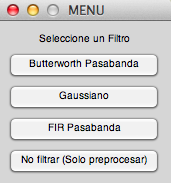 MENU
Seleccione un Filtro
Butterworth Pasabanda
Gaussiano
FIR Pasabanda
No filtrar (Solo preprocesar)